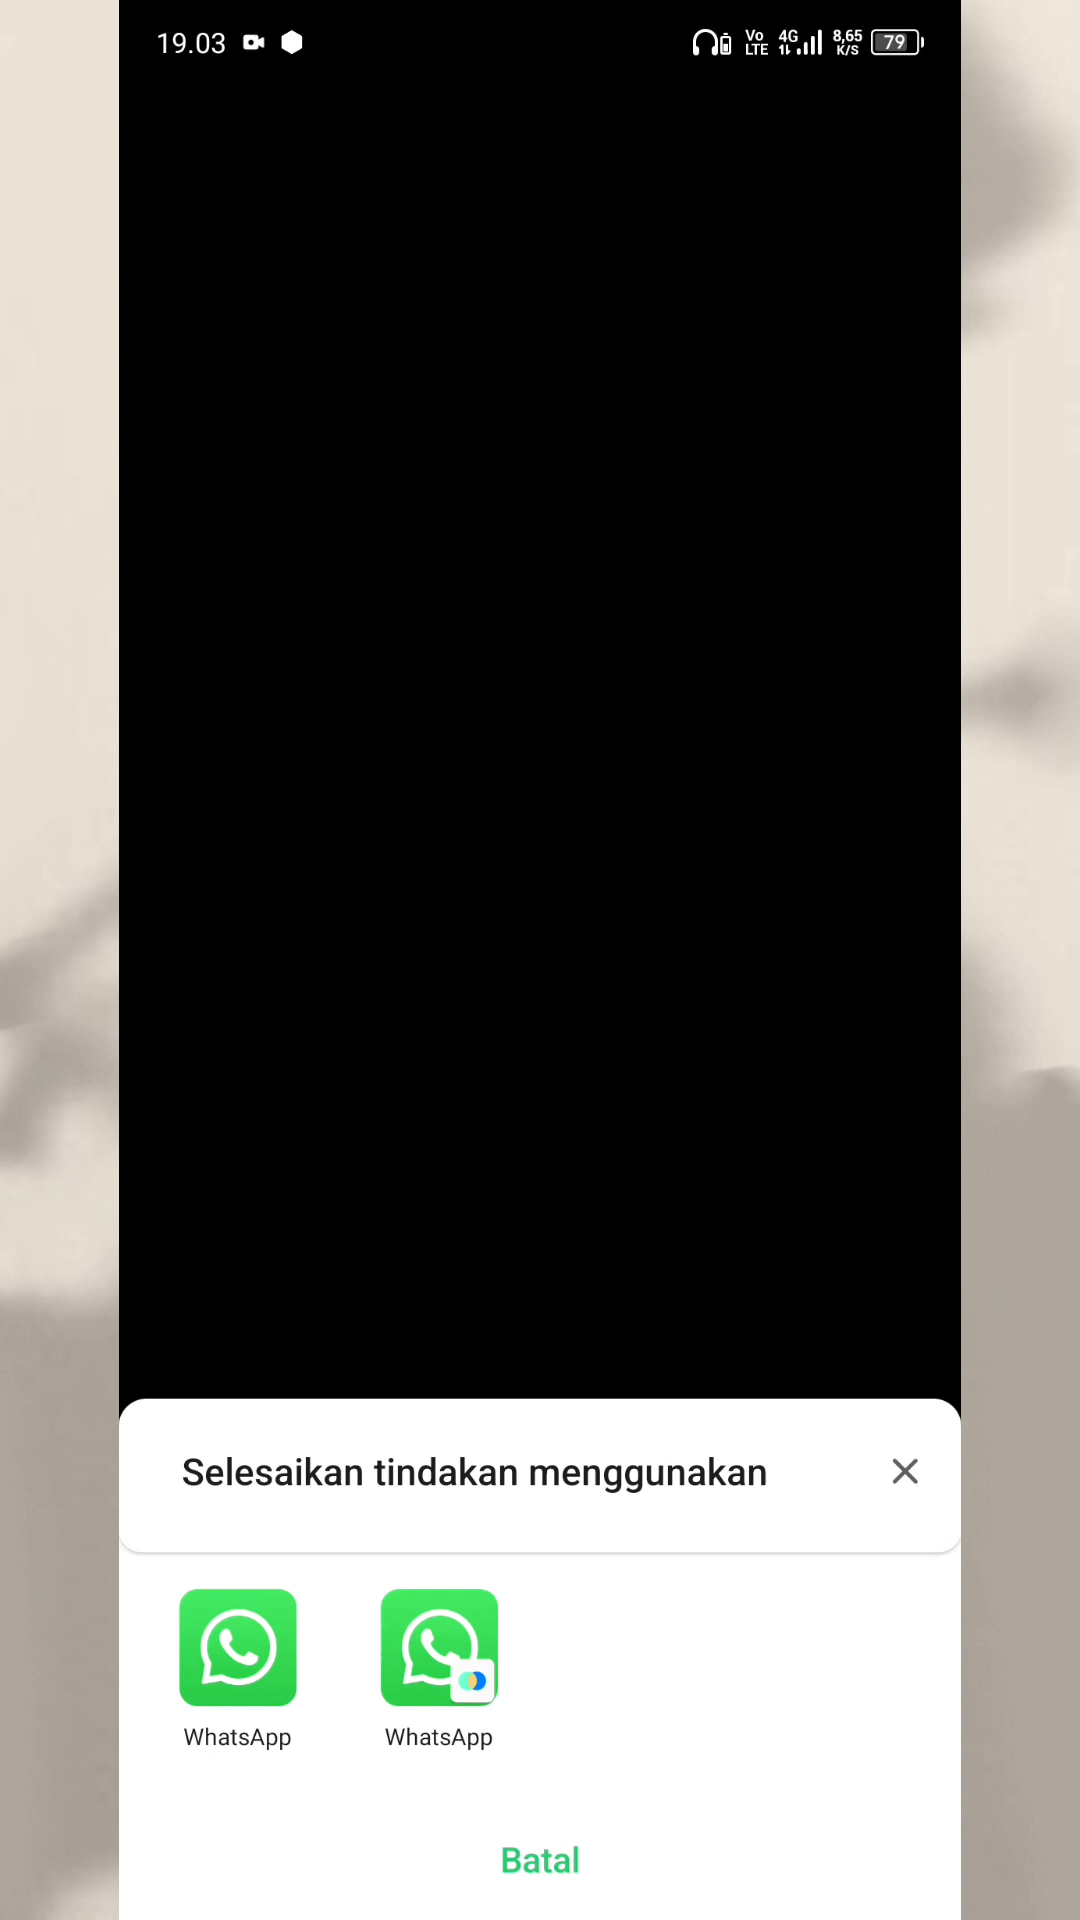 19.03
Vo LTE 4G 8,65 K/S 79
Selesaikan tindakan menggunakan
WhatsApp WhatsApp
Batal